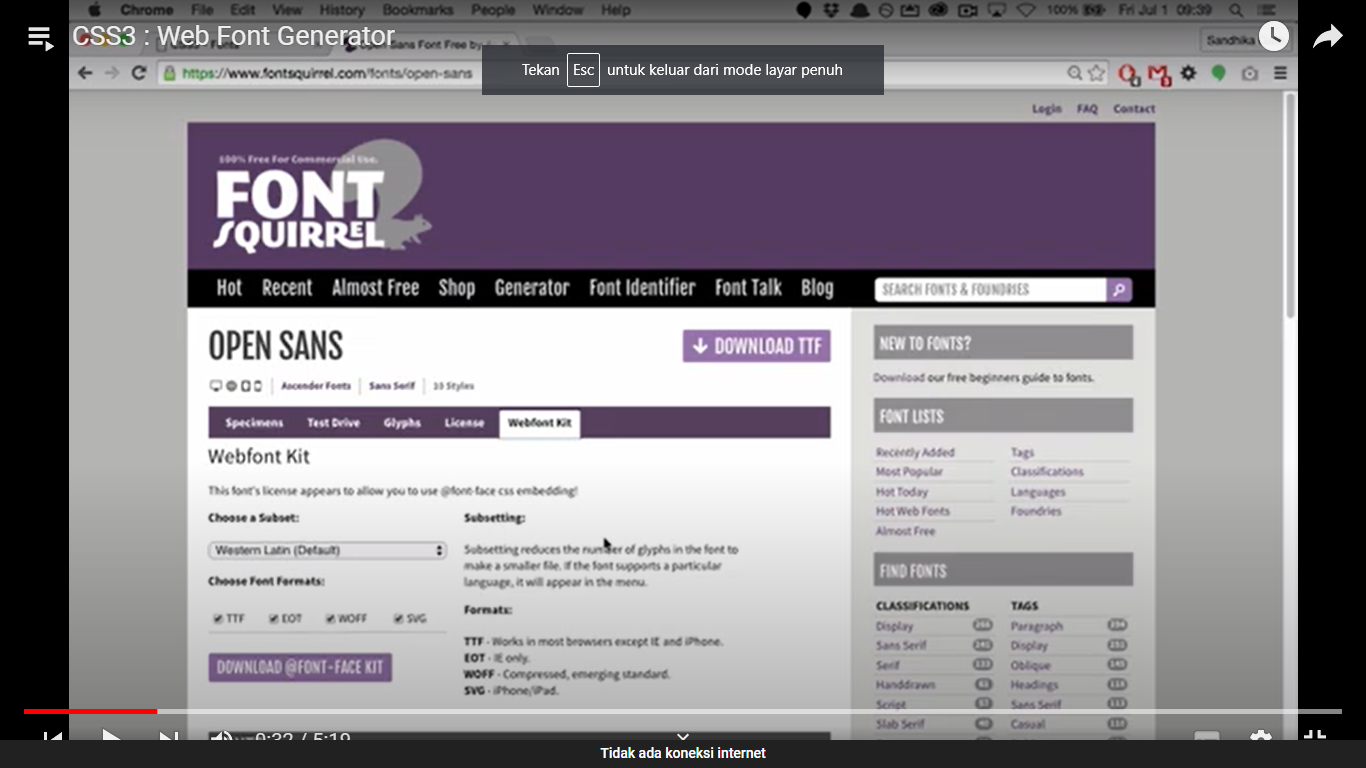 Chrome File Edit View History Bookmarks People Window Help
100% Fri Jul 1 09:39
CSS3 : Web Font Generator
Sans Font Free by
Sandhika
https://www.fontsquirrel.com/fonts/open-sans
Tekan Esc untuk keluar dari mode layar penuh
Login FAQ Contact
100% Free For Commercial Use.
FONT
SQUIRREL
Hot Recent Almost Free Shop Generator Font Identifier Font Talk Blog
SEARCH FONTS & FOUNDRIES
OPEN SANS
DOWNLOAD TTF
Ascender Fonts Sans Serif 10 Styles
Specimens Test Drive Glyphs License Webfont Kit
Webfont Kit
This font's license appears to allow you to use @font-face css embedding!
Choose a Subset:
Western Latin (Default)
Choose Font Formats:
TTF EOT WOFF SVG
DOWNLOAD @FONT-FACE KIT
Subsetting:
Subsetting reduces the number of glyphs in the font to
make a smaller file. If the font supports a particular
language, it will appear in the menu.
Formats:
TTF - Works in most browsers except IE and iPhone.
EOT - IE only.
WOFF - Compressed, emerging standard.
SVG - iPhone/iPad.
NEW TO FONTS?
Download our free beginners guide to fonts.
FONT LISTS
Recently Added Tags
Most Popular Classifications
Hot Today Languages
Hot Web Fonts Foundries
Almost Free
FIND FONTS
CLASSIFICATIONS TAGS
Display Paragraph
Sans Serif Display
Serif Oblique
Handdrawn Headings
Script Sans Serif
Slab Serif Casual
0:32 / 5:19
Tidak ada koneksi internet